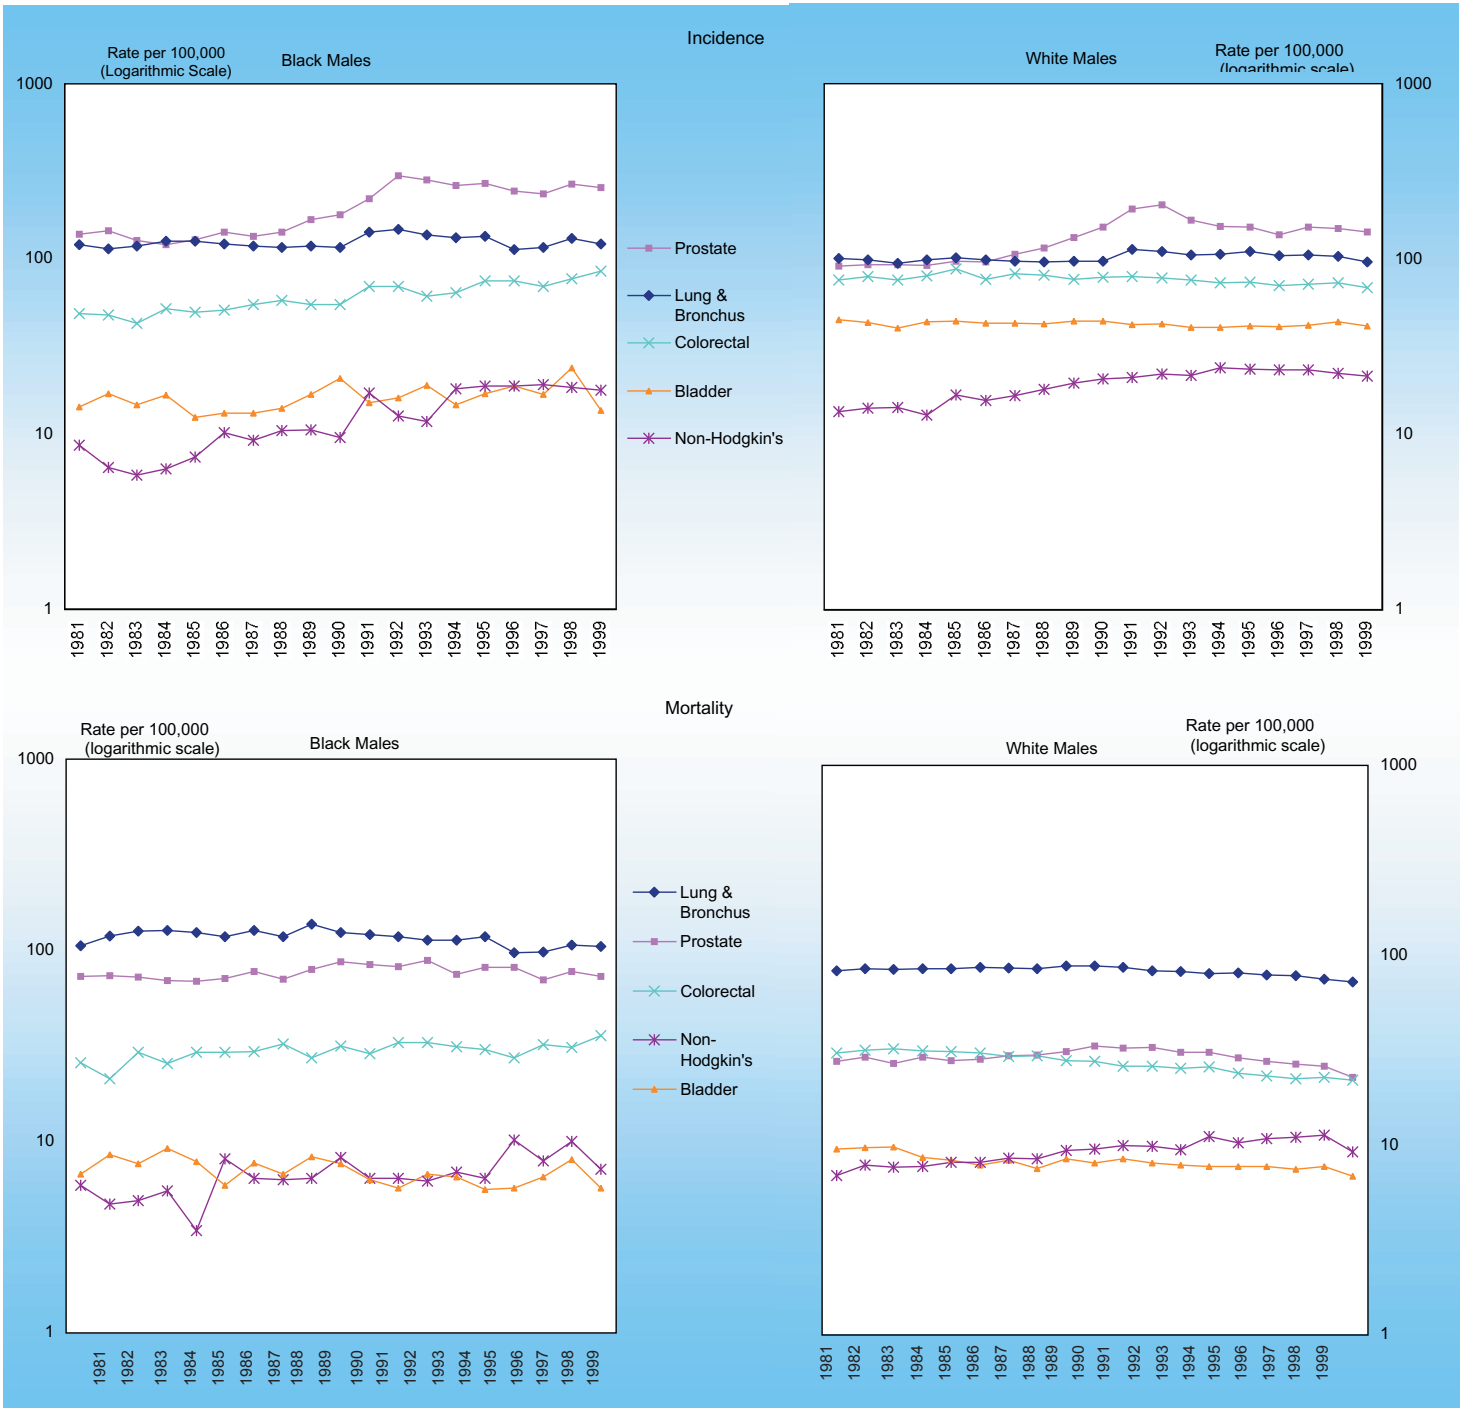 Incidence
Rate per 100,000
(Logarithmic Scale)
Black Males
1000
100
10
1
1981 1982 1983 1984 1985 1986 1987 1988 1989 1990 1991 1992 1993 1994 1995 1996 1997 1998 1999
Prostate
Lung &
Bronchus
Colorectal
Bladder
Non-Hodgkin's
White Males
Rate per 100,000
(logarithmic scale)
1000
100
10
1
1981 1982 1983 1984 1985 1986 1987 1988 1989 1990 1991 1992 1993 1994 1995 1996 1997 1998 1999
Mortality
Rate per 100,000
(logarithmic scale)
Black Males
1000
100
10
1
1981 1982 1983 1984 1985 1986 1987 1988 1989 1990 1991 1992 1993 1994 1995 1996 1997 1998 1999
Lung &
Bronchus
Prostate
Colorectal
Non-
Hodgkin's
Bladder
White Males
Rate per 100,000
(logarithmic scale)
1000
100
10
1
1981 1982 1983 1984 1985 1986 1987 1988 1989 1990 1991 1992 1993 1994 1995 1996 1997 1998 1999